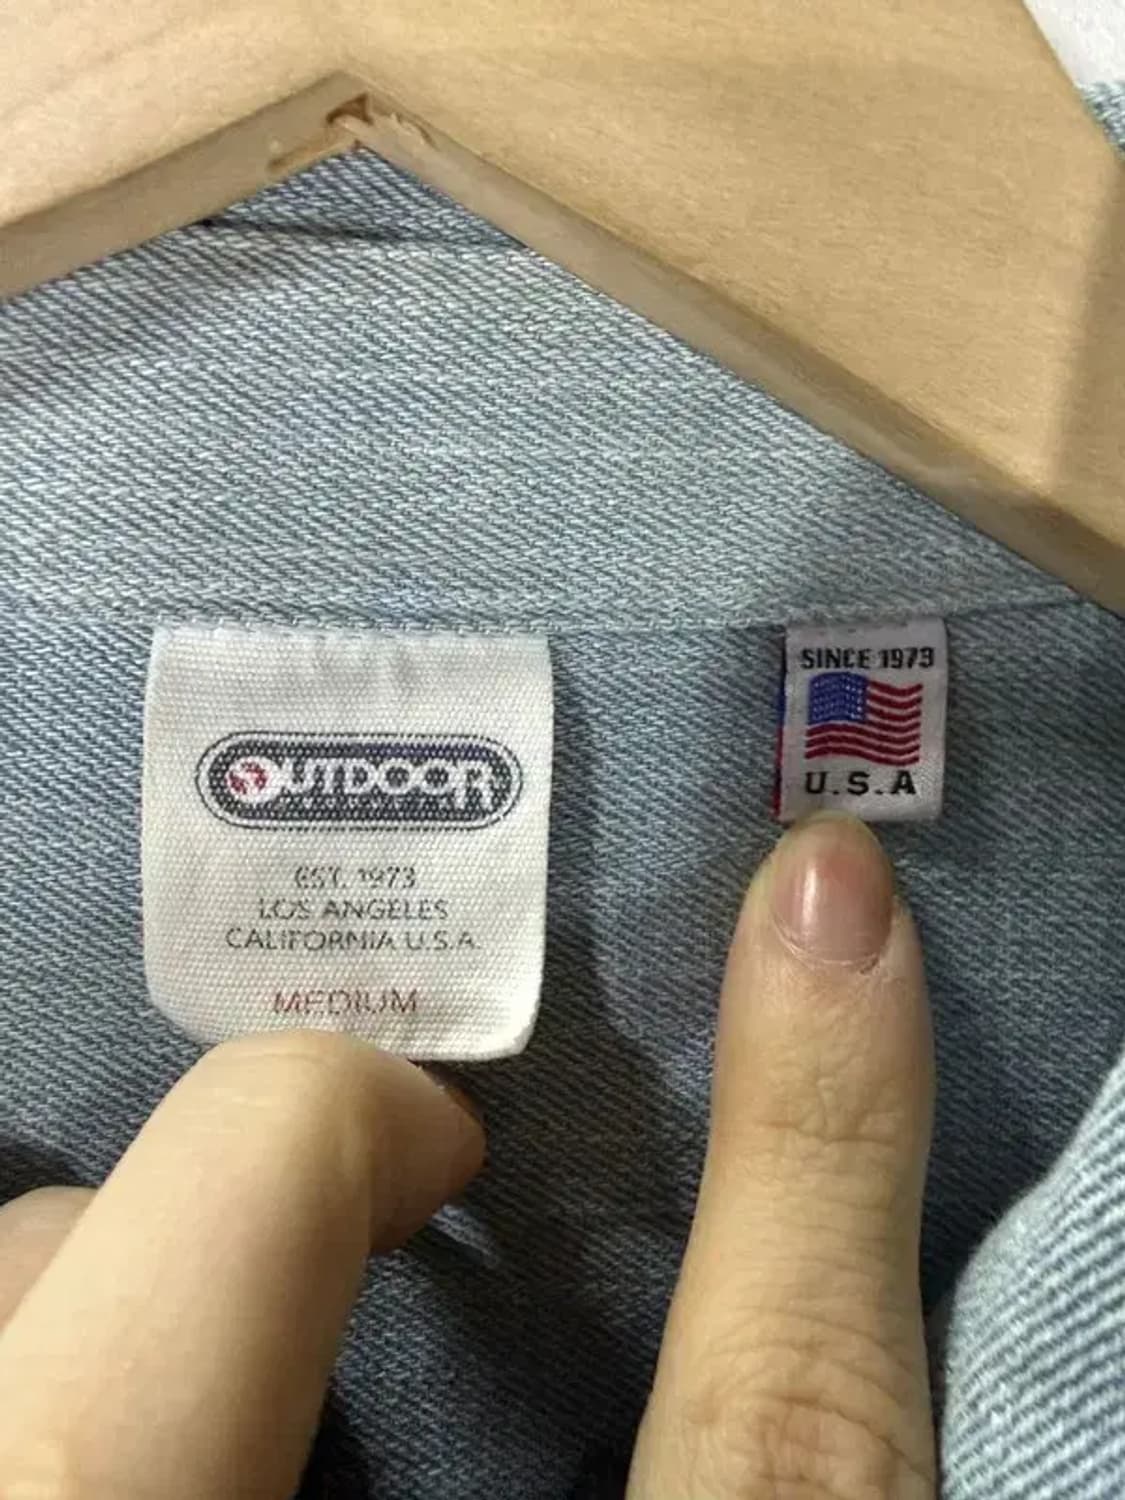 OUTDOOR
EST. 1973
LOS ANGELES
CALIFORNIA U.S.A.
MEDIUM
SINCE 1973
U.S.A